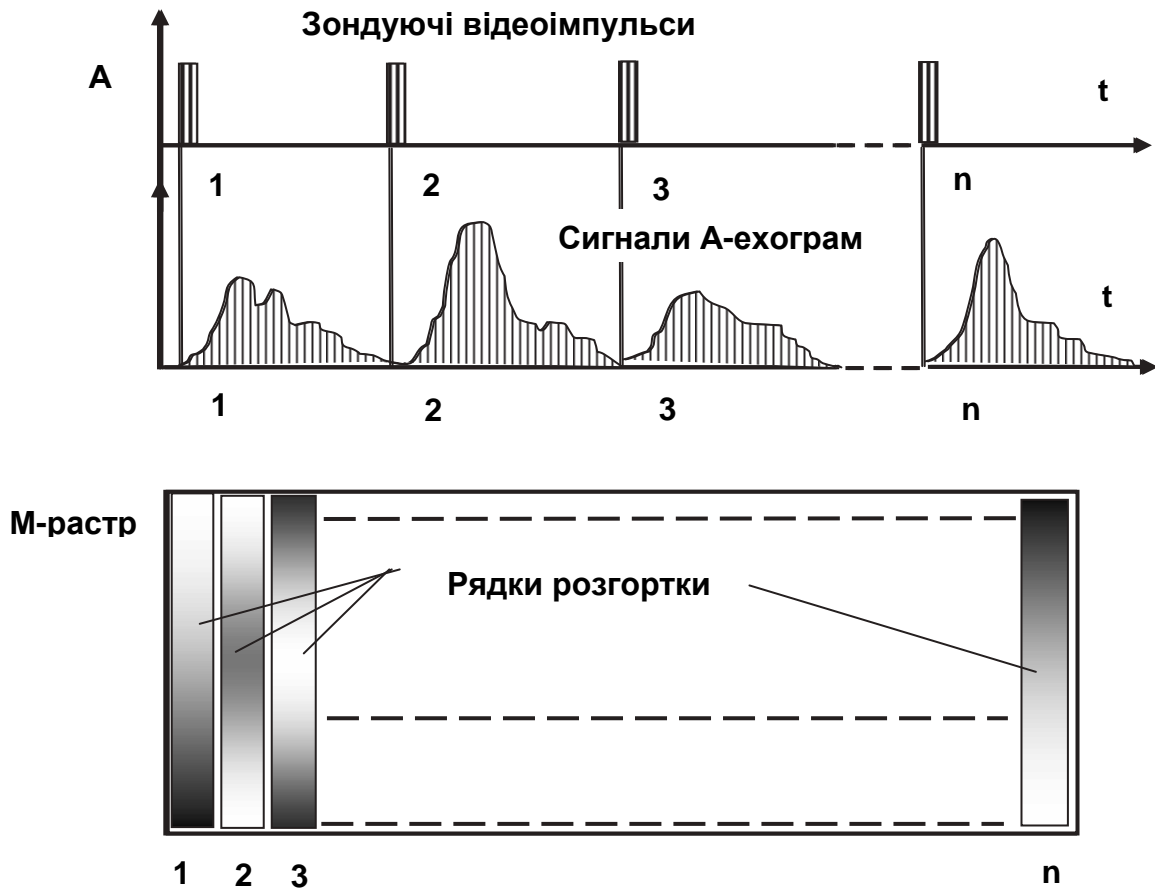 Зондуючі відеоімпульси
А
t
1
2
3
n
Сигнали А-ехограм
t
1
2
3
n
М-растр
Рядки розгортки
1
2
3
n